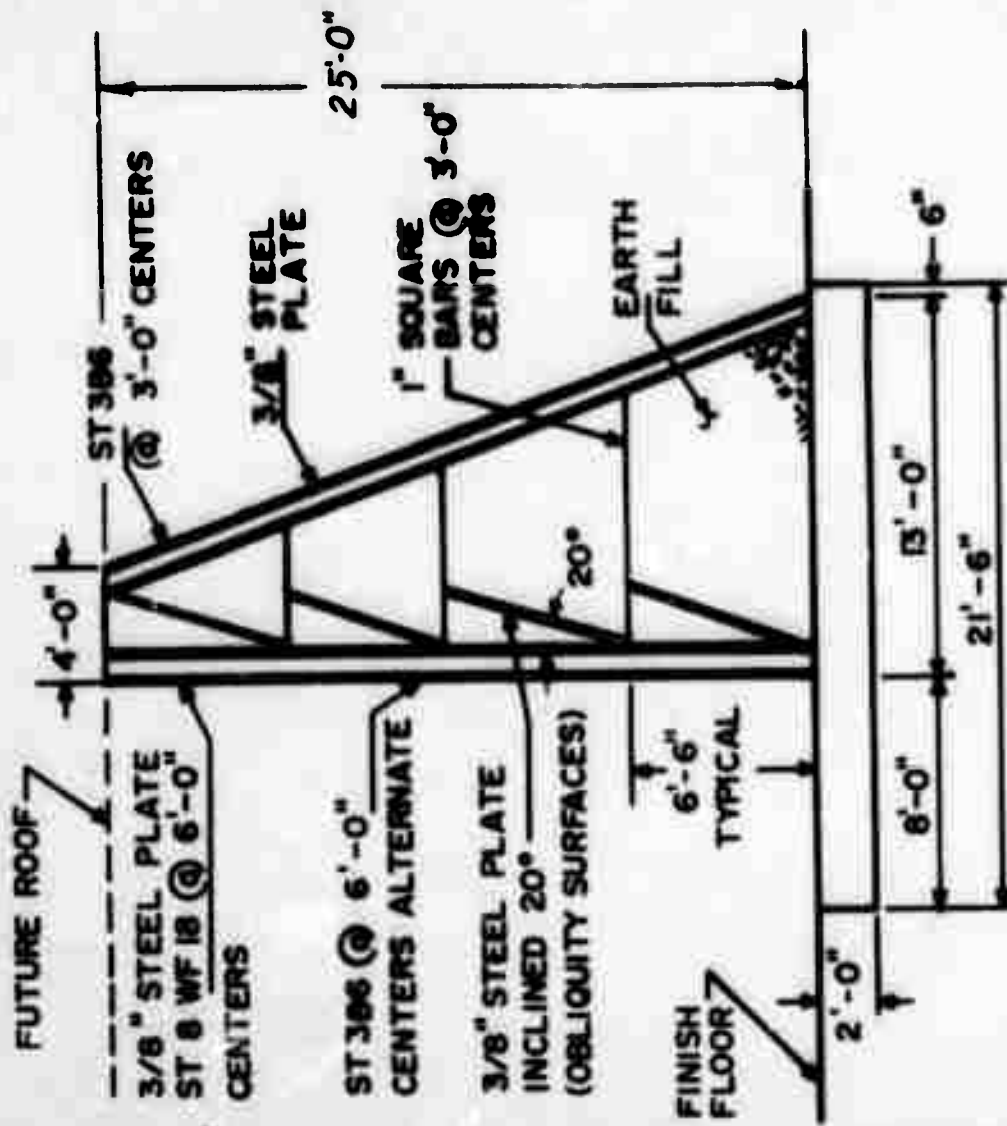 FUTURE ROOF
4'-0"
ST 3B6
@ 3'-0" CENTERS
3/8" STEEL
PLATE
25'-0"
3/8" STEEL PLATE
ST 8 WF 18 @ 6'-0"
CENTERS
1" SQUARE
BARS @ 3'-0"
CENTERS
ST 3B6 @ 6'-0"
CENTERS ALTERNATE
EARTH
FILL
20°
3/8" STEEL PLATE
INCLINED 20°
(OBLIQUITY SURFACES)
6'-6"
TYPICAL
FINISH
FLOOR
2'-0"
8'-0"
13'-0"
6"
21'-6"